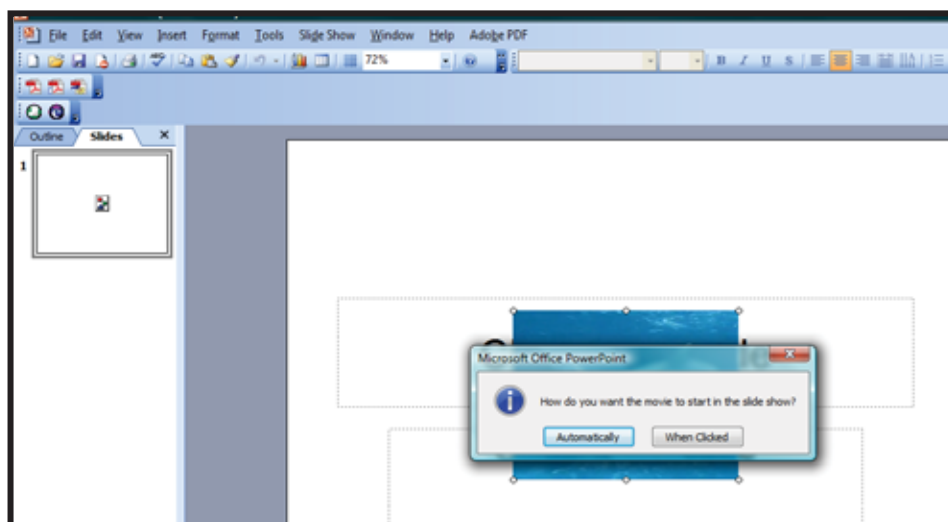 File Edit View Insert Format Tools Slide Show Window Help Adobe PDF
72% B I U S
Outline Slides
1
Microsoft Office PowerPoint
How do you want the movie to start in the slide show?
Automatically When Clicked